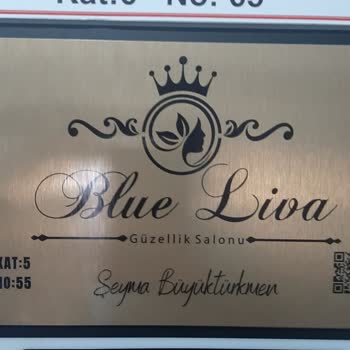 Blue Liva
Güzellik Salonu
KAT:5
NO:55
Şeyma Büyüktürkmen